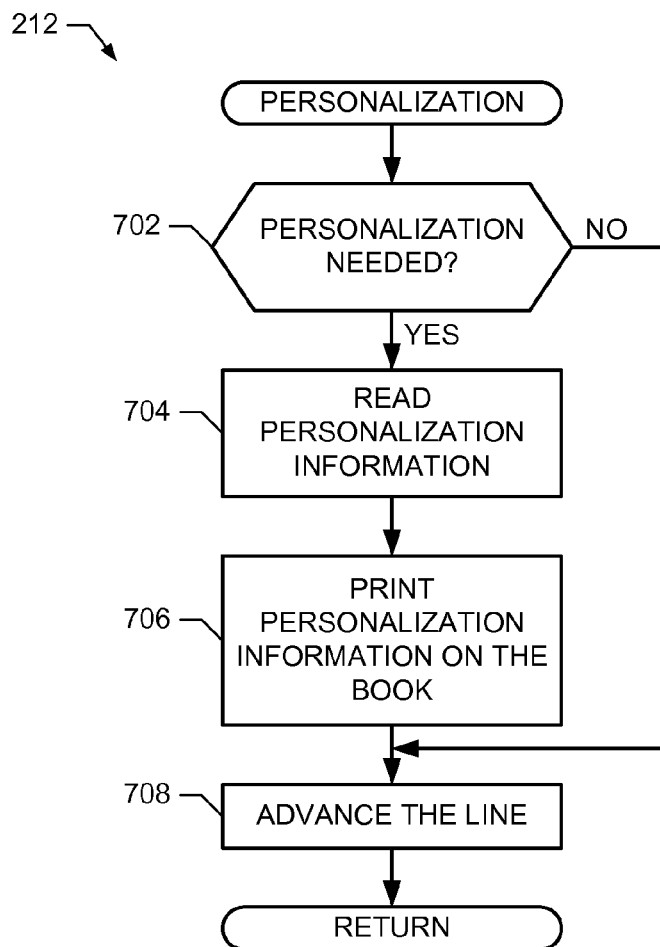 212
PERSONALIZATION
702
PERSONALIZATION
NEEDED?
NO
YES
704
READ
PERSONALIZATION
INFORMATION
706
PRINT
PERSONALIZATION
INFORMATION ON THE
BOOK
708
ADVANCE THE LINE
RETURN